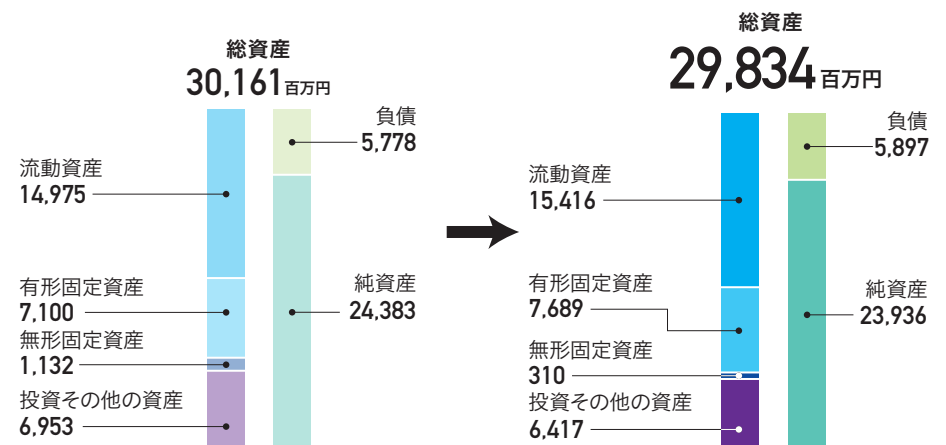 総資産
30,161百万円
負債
5,778
流動資産
14,975
有形固定資産
7,100
純資産
24,383
無形固定資産
1,132
投資その他の資産
6,953
総資産
29,834百万円
負債
5,897
流動資産
15,416
有形固定資産
7,689
純資産
23,936
無形固定資産
310
投資その他の資産
6,417